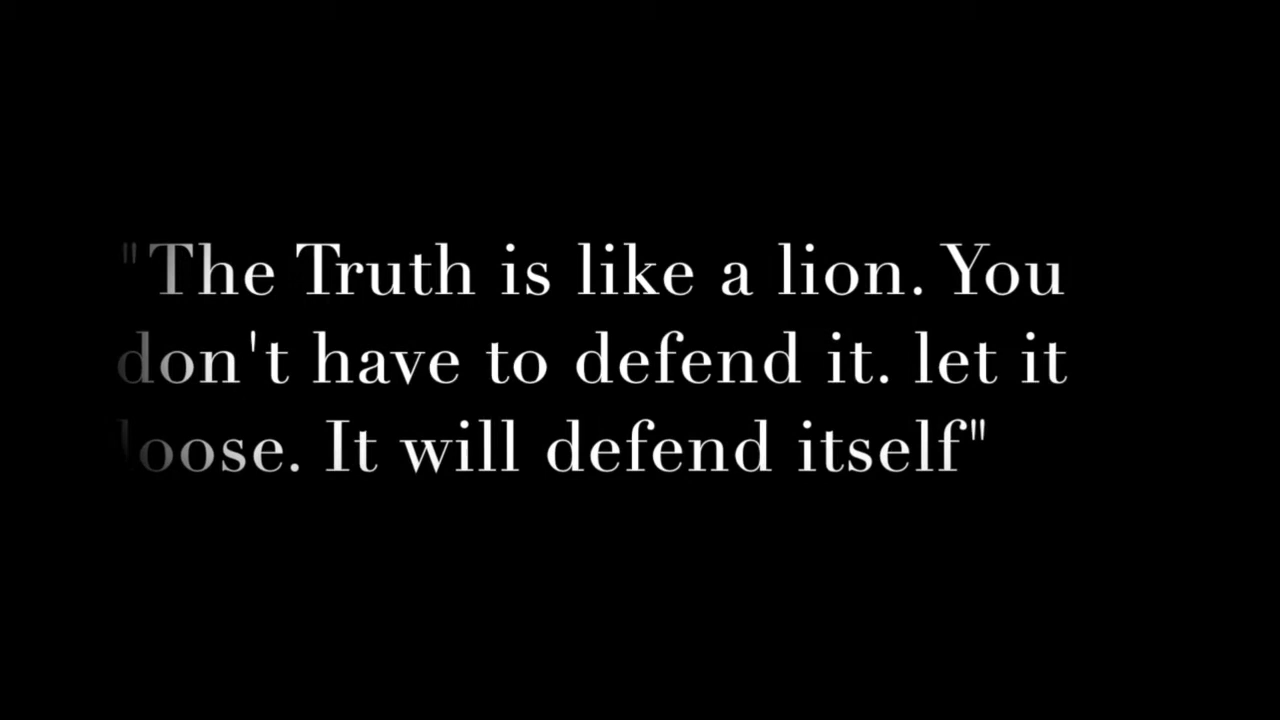 "The Truth is like a lion. You
don't have to defend it. let it
loose. It will defend itself"